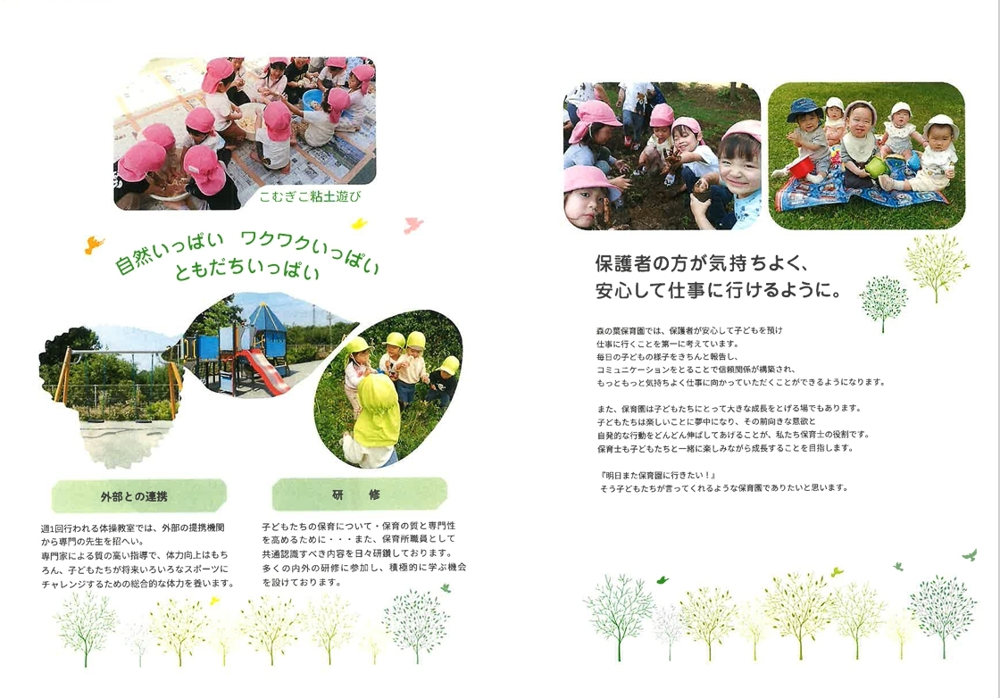 こむぎこ粘土遊び
自然いっぱい　ワクワクいっぱい
ともだちいっぱい
外部との連携
週1回行われる体操教室では、外部の提携機関
から専門の先生を招へい。
専門家による質の高い指導で、体力向上はもち
ろん、子どもたちが将来いろいろなスポーツに
チャレンジするための総合的な体力を養います。
研　修
子どもたちの保育について・保育の質と専門性
を高めるために・・・また、保育所職員として
共通認識すべき内容を日々研鑽しております。
多くの内外の研修に参加し、積極的に学ぶ機会
を設けております。
保護者の方が気持ちよく、
安心して仕事に行けるように。
森の葉保育園では、保護者が安心して子どもを預け
仕事に行くことを第一に考えています。
毎日の子どもの様子をきちんと報告し、
コミュニケーションをとることで信頼関係が構築され、
もっともっと気持ちよく仕事に向かっていただくことができるようになります。
また、保育園は子どもたちにとって大きな成長をとげる場でもあります。
子どもたちは楽しいことに夢中になり、その前向きな意欲と
自発的な行動をどんどん伸ばしてあげることが、私たち保育士の役割です。
保育士も子どもたちと一緒に楽しみながら成長することを目指します。
『明日また保育園に行きたい！』
そう子どもたちが言ってくれるような保育園でありたいと思います。